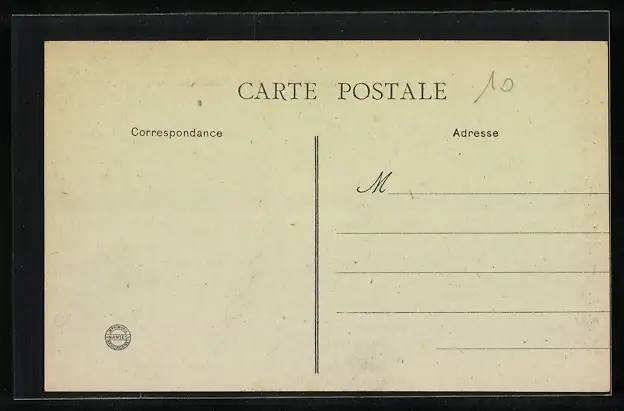 CARTE POSTALE
10
Correspondance
Adresse
M